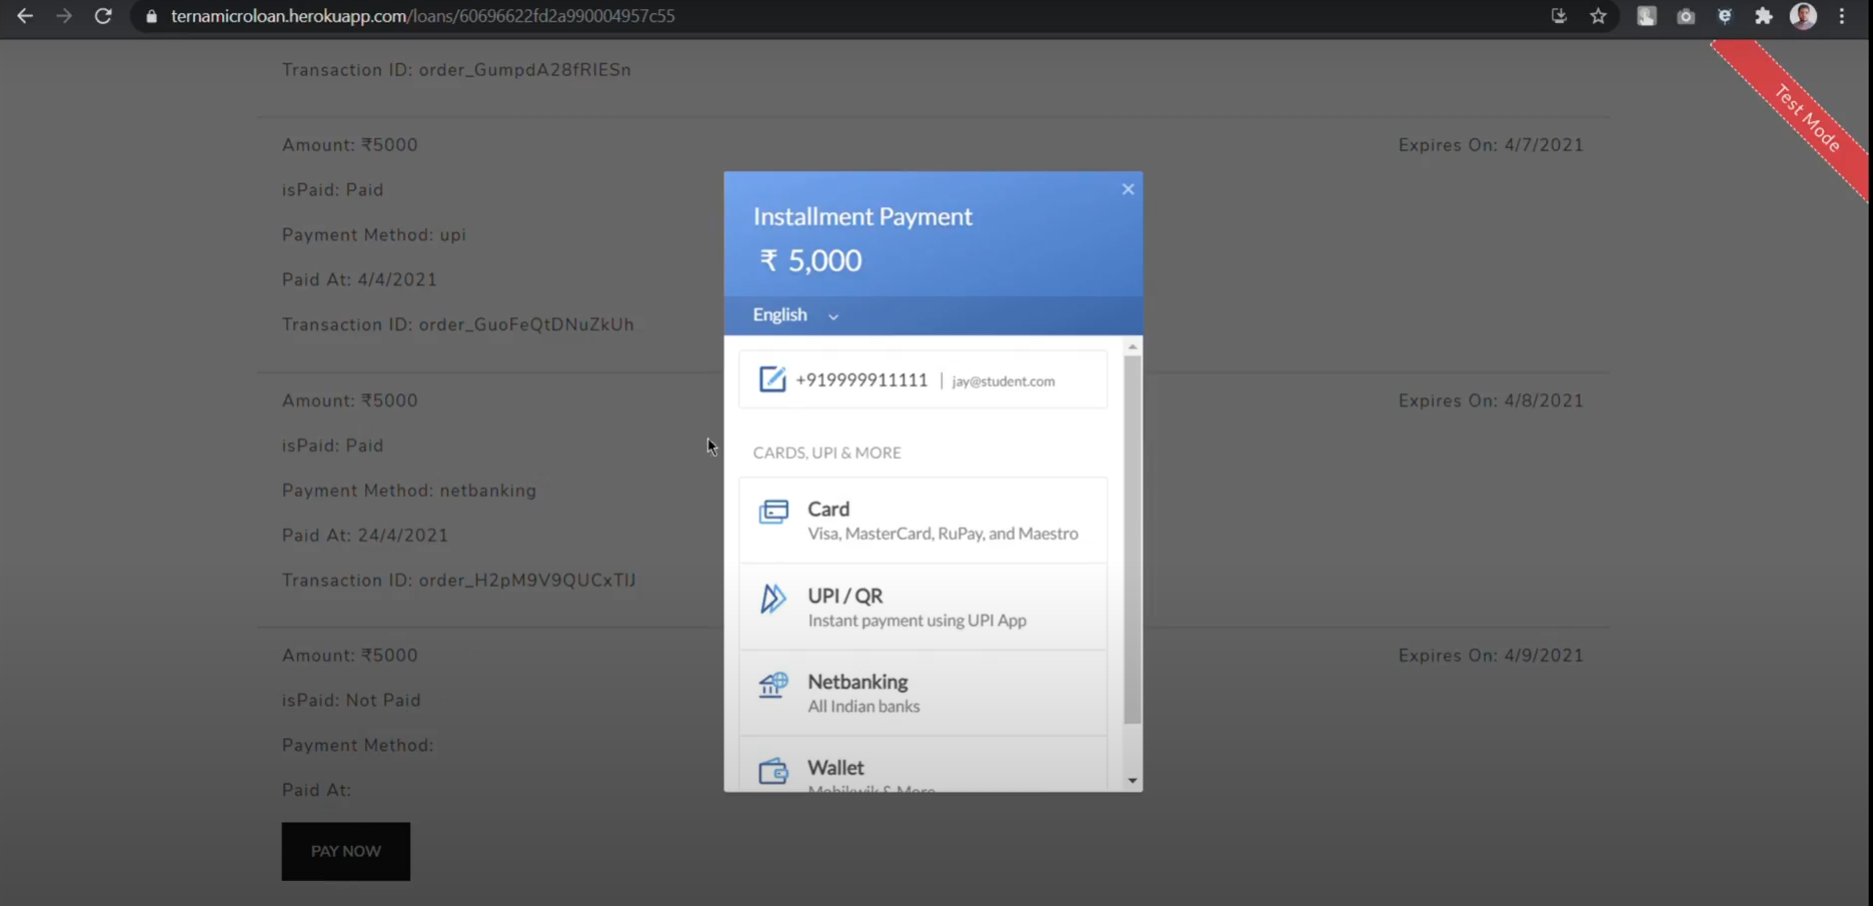 ternamicroloan.herokuapp.com/loans/60696622fd2a990004957c55
Test Mode
Transaction ID: order_GumpdA28fRIESn
Amount: ₹5000
Expires On: 4/7/2021
isPaid: Paid
Payment Method: upi
Paid At: 4/4/2021
Transaction ID: order_GuoFeQtDNuZkUh
Amount: ₹5000
Expires On: 4/8/2021
isPaid: Paid
Payment Method: netbanking
Paid At: 24/4/2021
Transaction ID: order_H2pM9V9QUCxTIJ
Amount: ₹5000
Expires On: 4/9/2021
isPaid: Not Paid
Payment Method:
Paid At:
PAY NOW
Installment Payment
₹ 5,000
English
+919999911111 | jay@student.com
CARDS, UPI & MORE
Card
Visa, MasterCard, RuPay, and Maestro
UPI / QR
Instant payment using UPI App
Netbanking
All Indian banks
Wallet
Mobikwik & More